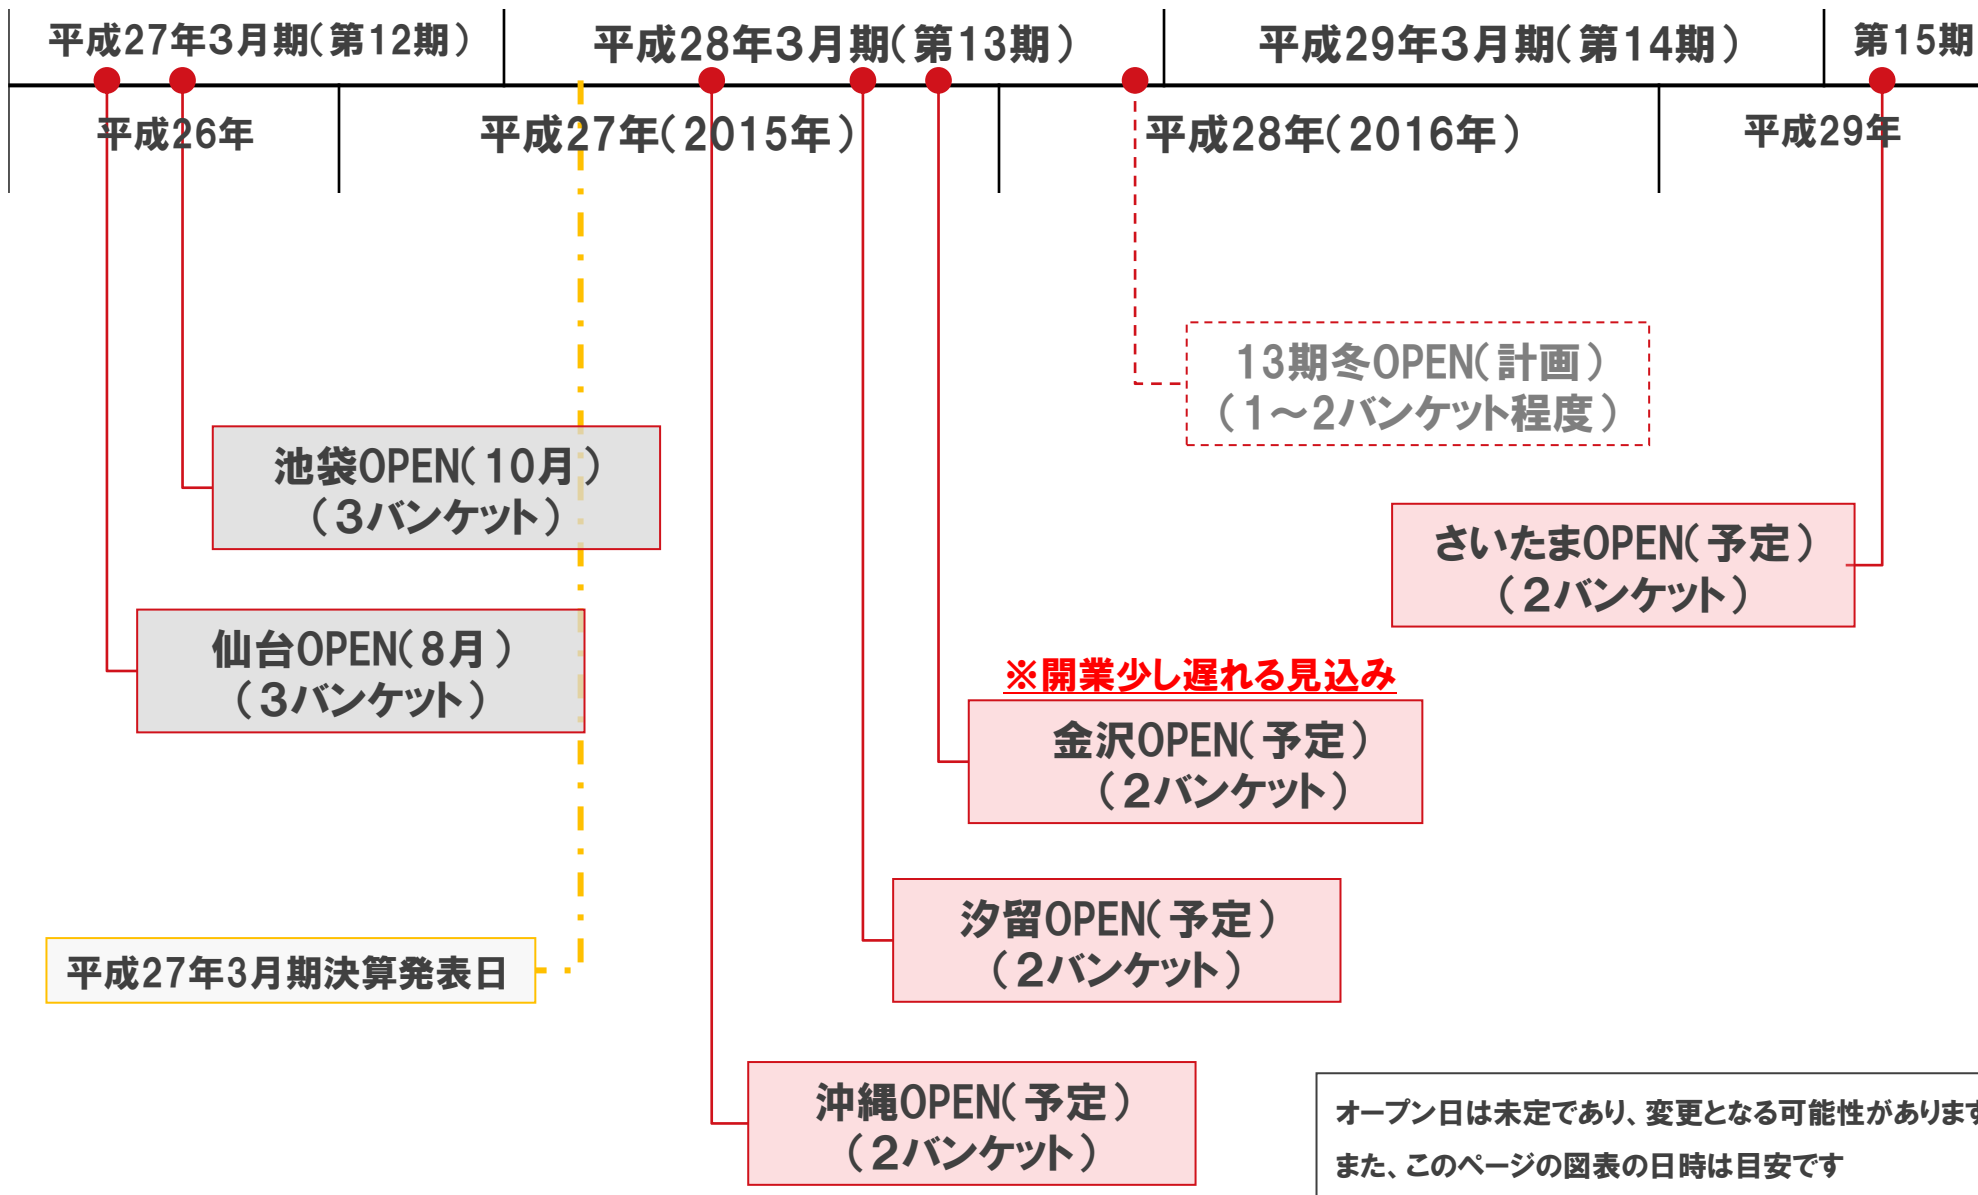 平成27年3月期(第12期)
平成28年3月期(第13期)
平成29年3月期(第14期)
第15期
平成26年
平成27年(2015年)
平成28年(2016年)
平成29年
13期冬OPEN(計画)
(1～2バンケット程度)
池袋OPEN(10月)
(3バンケット)
さいたまOPEN(予定)
(2バンケット)
仙台OPEN(8月)
(3バンケット)
※開業少し遅れる見込み
金沢OPEN(予定)
(2バンケット)
汐留OPEN(予定)
(2バンケット)
平成27年3月期決算発表日
沖縄OPEN(予定)
(2バンケット)
オープン日は未定であり、変更となる可能性があります
また、このページの図表の日時は目安です